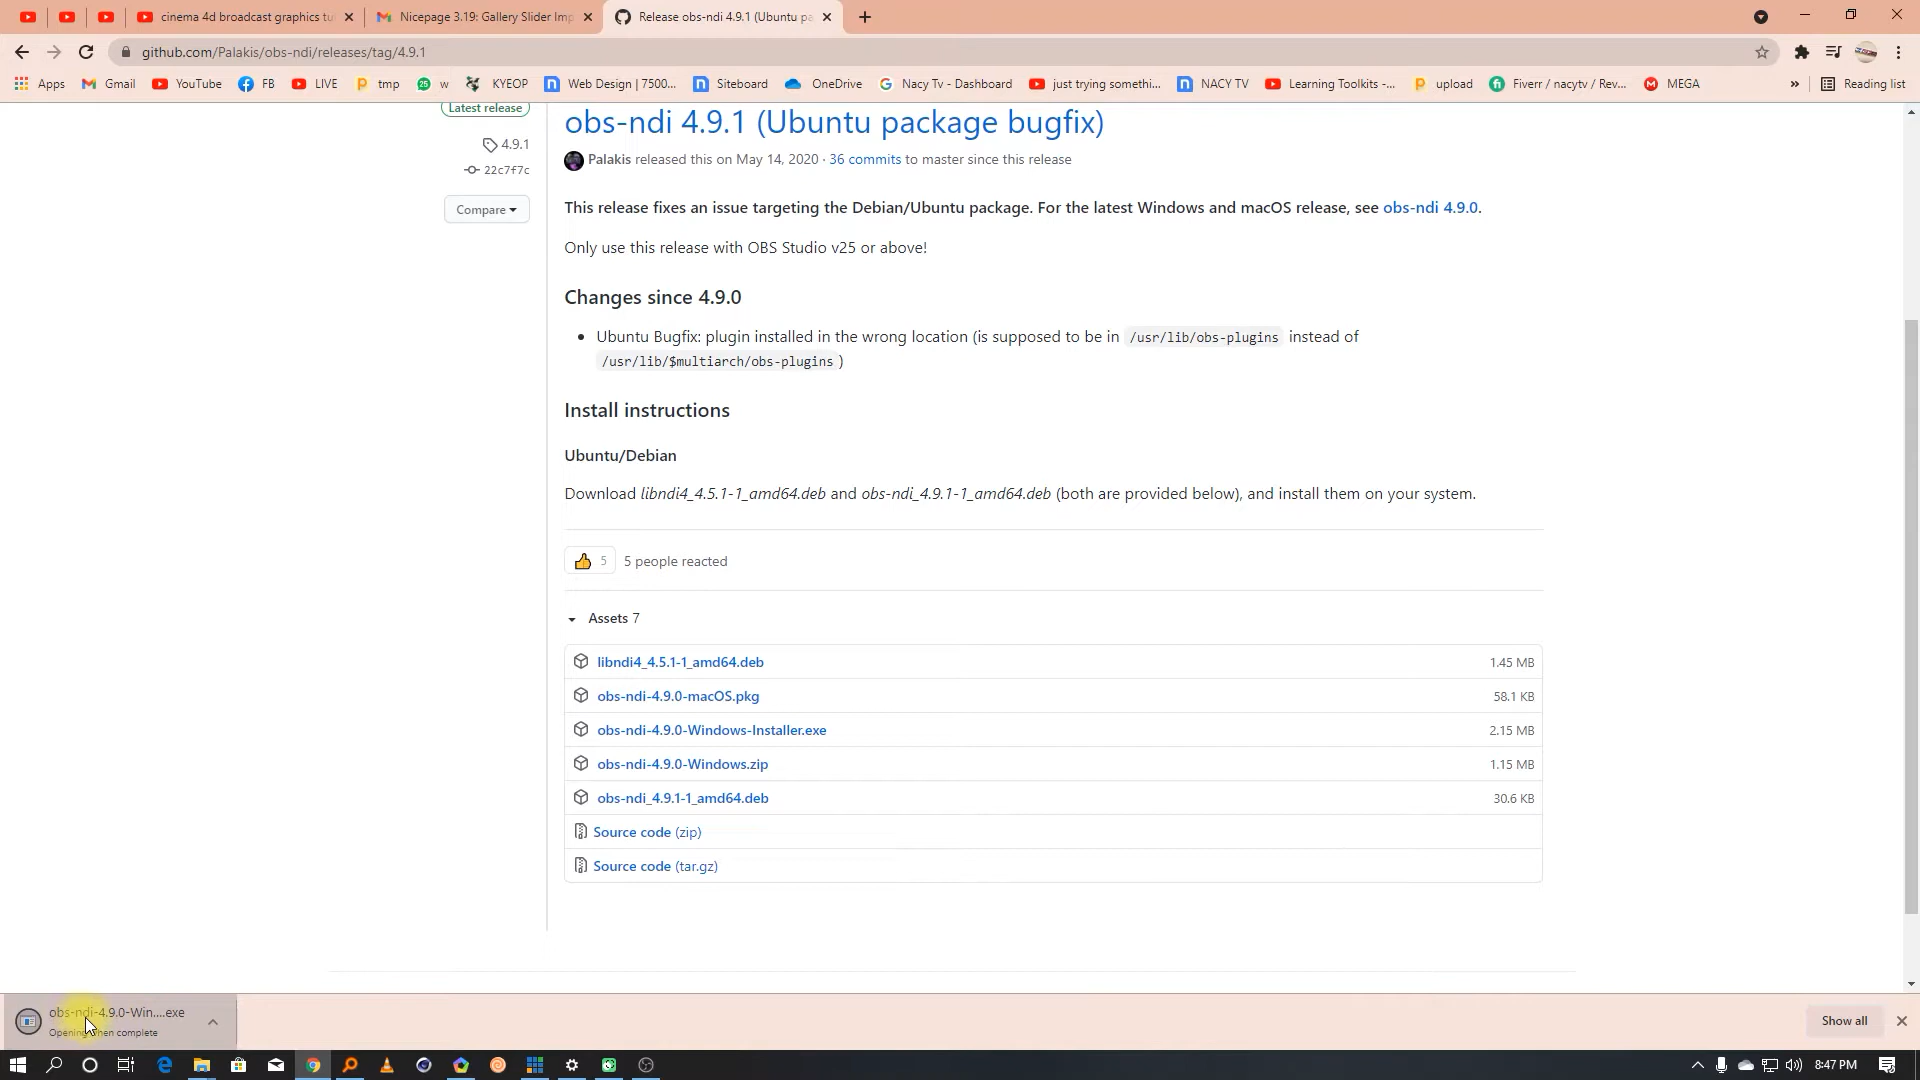 cinema 4d broadcast graphics tu
Nicepage 3.19: Gallery Slider Imp
Release obs-ndi 4.9.1 (Ubuntu pa
github.com/Palakis/obs-ndi/releases/tag/4.9.1
Apps
Gmail
YouTube
FB
LIVE
tmp
w
KYEOP
Web Design | 7500...
Siteboard
OneDrive
Nacy Tv - Dashboard
just trying somethi...
NACY TV
Learning Toolkits -...
upload
Fiverr / nacytv / Rev...
MEGA
»
Reading list
Latest release
obs-ndi 4.9.1 (Ubuntu package bugfix)
4.9.1
Palakis released this on May 14, 2020 · 36 commits to master since this release
22c7f7c
Compare
This release fixes an issue targeting the Debian/Ubuntu package. For the latest Windows and macOS release, see obs-ndi 4.9.0.
Only use this release with OBS Studio v25 or above!
Changes since 4.9.0
• Ubuntu Bugfix: plugin installed in the wrong location (is supposed to be in /usr/lib/obs-plugins instead of
/usr/lib/$multiarch/obs-plugins )
Install instructions
Ubuntu/Debian
Download libndi4_4.5.1-1_amd64.deb and obs-ndi_4.9.1-1_amd64.deb (both are provided below), and install them on your system.
👍 5 5 people reacted
Assets 7
libndi4_4.5.1-1_amd64.deb 1.45 MB
obs-ndi-4.9.0-macOS.pkg 58.1 KB
obs-ndi-4.9.0-Windows-Installer.exe 2.15 MB
obs-ndi-4.9.0-Windows.zip 1.15 MB
obs-ndi_4.9.1-1_amd64.deb 30.6 KB
Source code (zip)
Source code (tar.gz)
obs-ndi-4.9.0-Win....exe
Opening when complete
Show all
8:47 PM